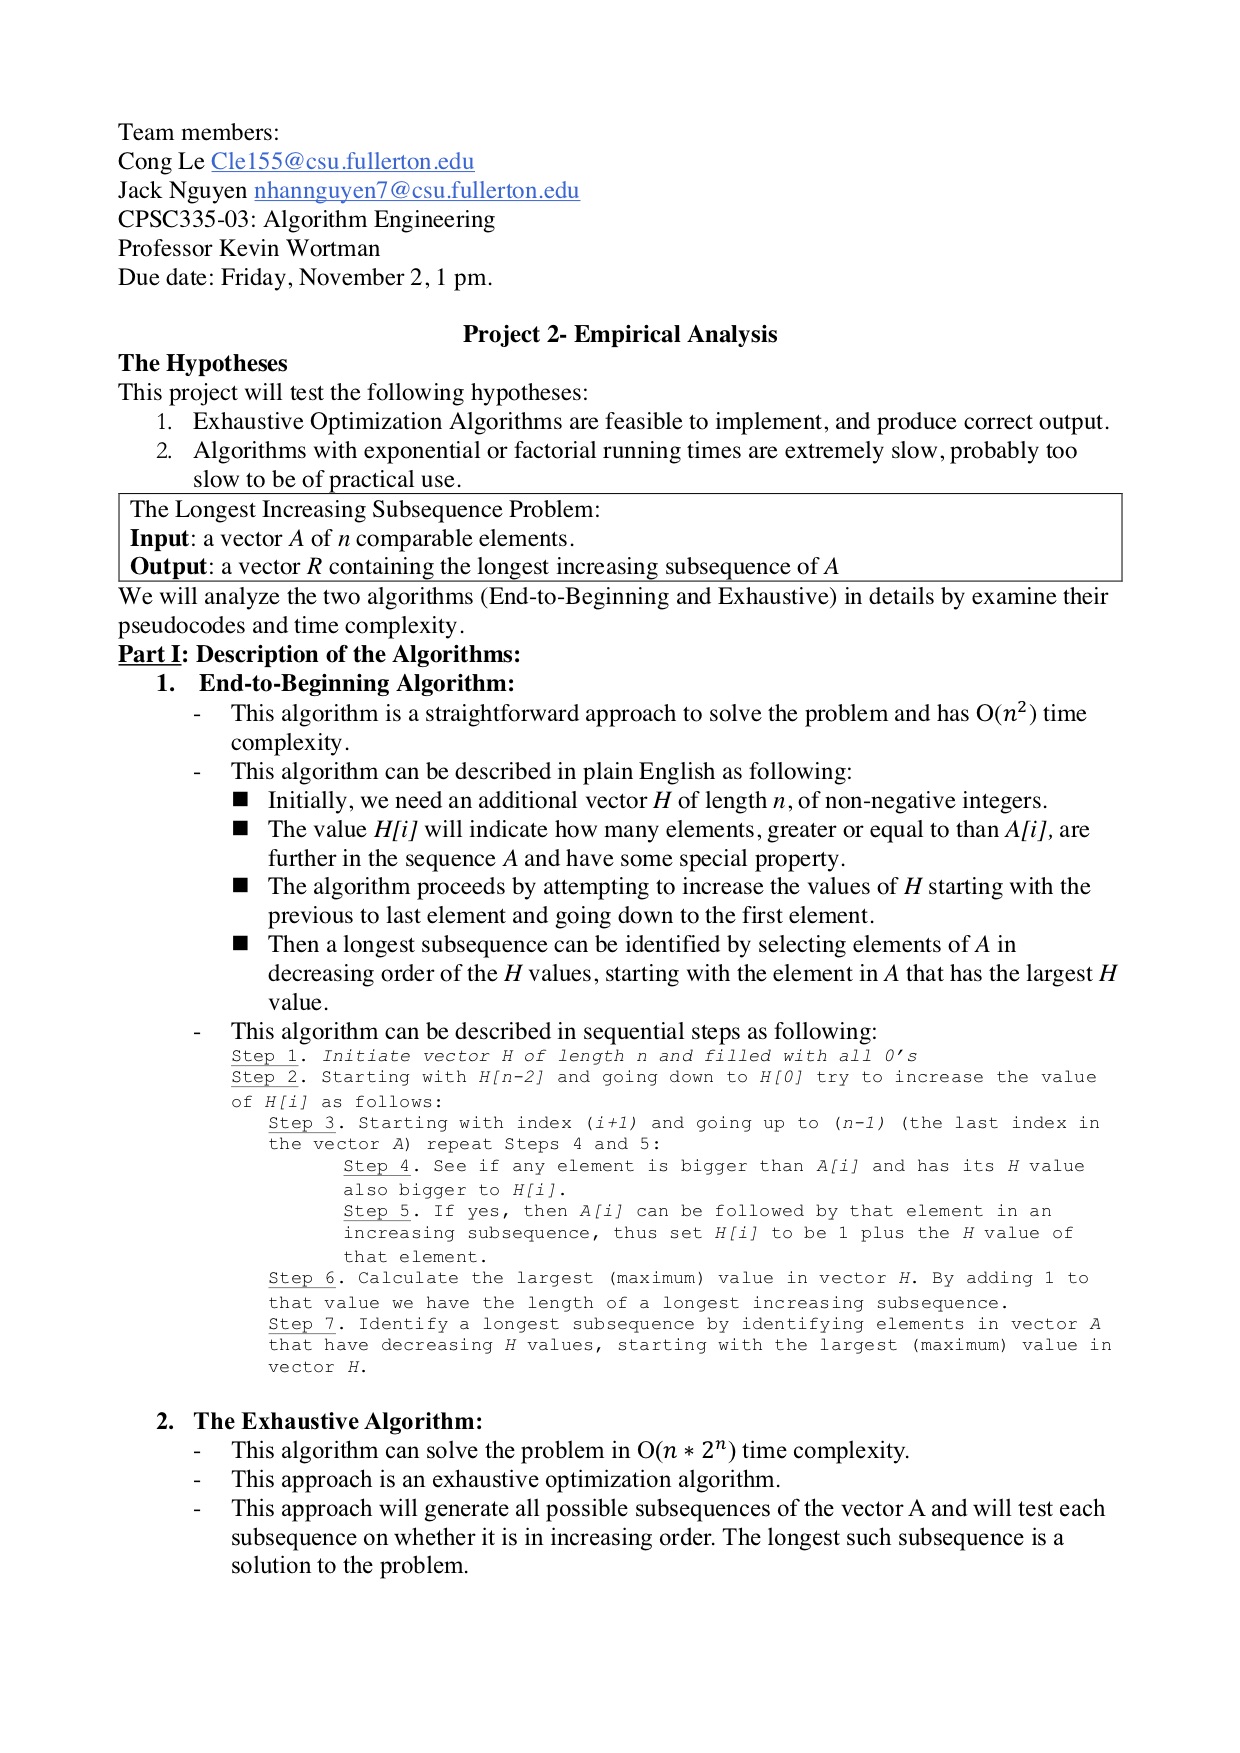 Team members:
Cong Le Cle155@csu.fullerton.edu
Jack Nguyen nhannguyen7@csu.fullerton.edu
CPSC335-03: Algorithm Engineering
Professor Kevin Wortman
Due date: Friday, November 2, 1 pm.
Project 2- Empirical Analysis
The Hypotheses
This project will test the following hypotheses:
1. Exhaustive Optimization Algorithms are feasible to implement, and produce correct output.
2. Algorithms with exponential or factorial running times are extremely slow, probably too
slow to be of practical use.
The Longest Increasing Subsequence Problem:
Input: a vector A of n comparable elements.
Output: a vector R containing the longest increasing subsequence of A
We will analyze the two algorithms (End-to-Beginning and Exhaustive) in details by examine their
pseudocodes and time complexity.
Part I: Description of the Algorithms:
1. End-to-Beginning Algorithm:
- This algorithm is a straightforward approach to solve the problem and has O(n²) time
complexity.
- This algorithm can be described in plain English as following:
■ Initially, we need an additional vector H of length n, of non-negative integers.
■ The value H[i] will indicate how many elements, greater or equal to than A[i], are
further in the sequence A and have some special property.
■ The algorithm proceeds by attempting to increase the values of H starting with the
previous to last element and going down to the first element.
■ Then a longest subsequence can be identified by selecting elements of A in
decreasing order of the H values, starting with the element in A that has the largest H
value.
- This algorithm can be described in sequential steps as following:
Step 1. Initiate vector H of length n and filled with all 0’s
Step 2. Starting with H[n-2] and going down to H[0] try to increase the value
of H[i] as follows:
Step 3. Starting with index (i+1) and going up to (n-1) (the last index in
the vector A) repeat Steps 4 and 5:
Step 4. See if any element is bigger than A[i] and has its H value
also bigger to H[i].
Step 5. If yes, then A[i] can be followed by that element in an
increasing subsequence, thus set H[i] to be 1 plus the H value of
that element.
Step 6. Calculate the largest (maximum) value in vector H. By adding 1 to
that value we have the length of a longest increasing subsequence.
Step 7. Identify a longest subsequence by identifying elements in vector A
that have decreasing H values, starting with the largest (maximum) value in
vector H.
2. The Exhaustive Algorithm:
- This algorithm can solve the problem in O(n ∗ 2ⁿ) time complexity.
- This approach is an exhaustive optimization algorithm.
- This approach will generate all possible subsequences of the vector A and will test each
subsequence on whether it is in increasing order. The longest such subsequence is a
solution to the problem.